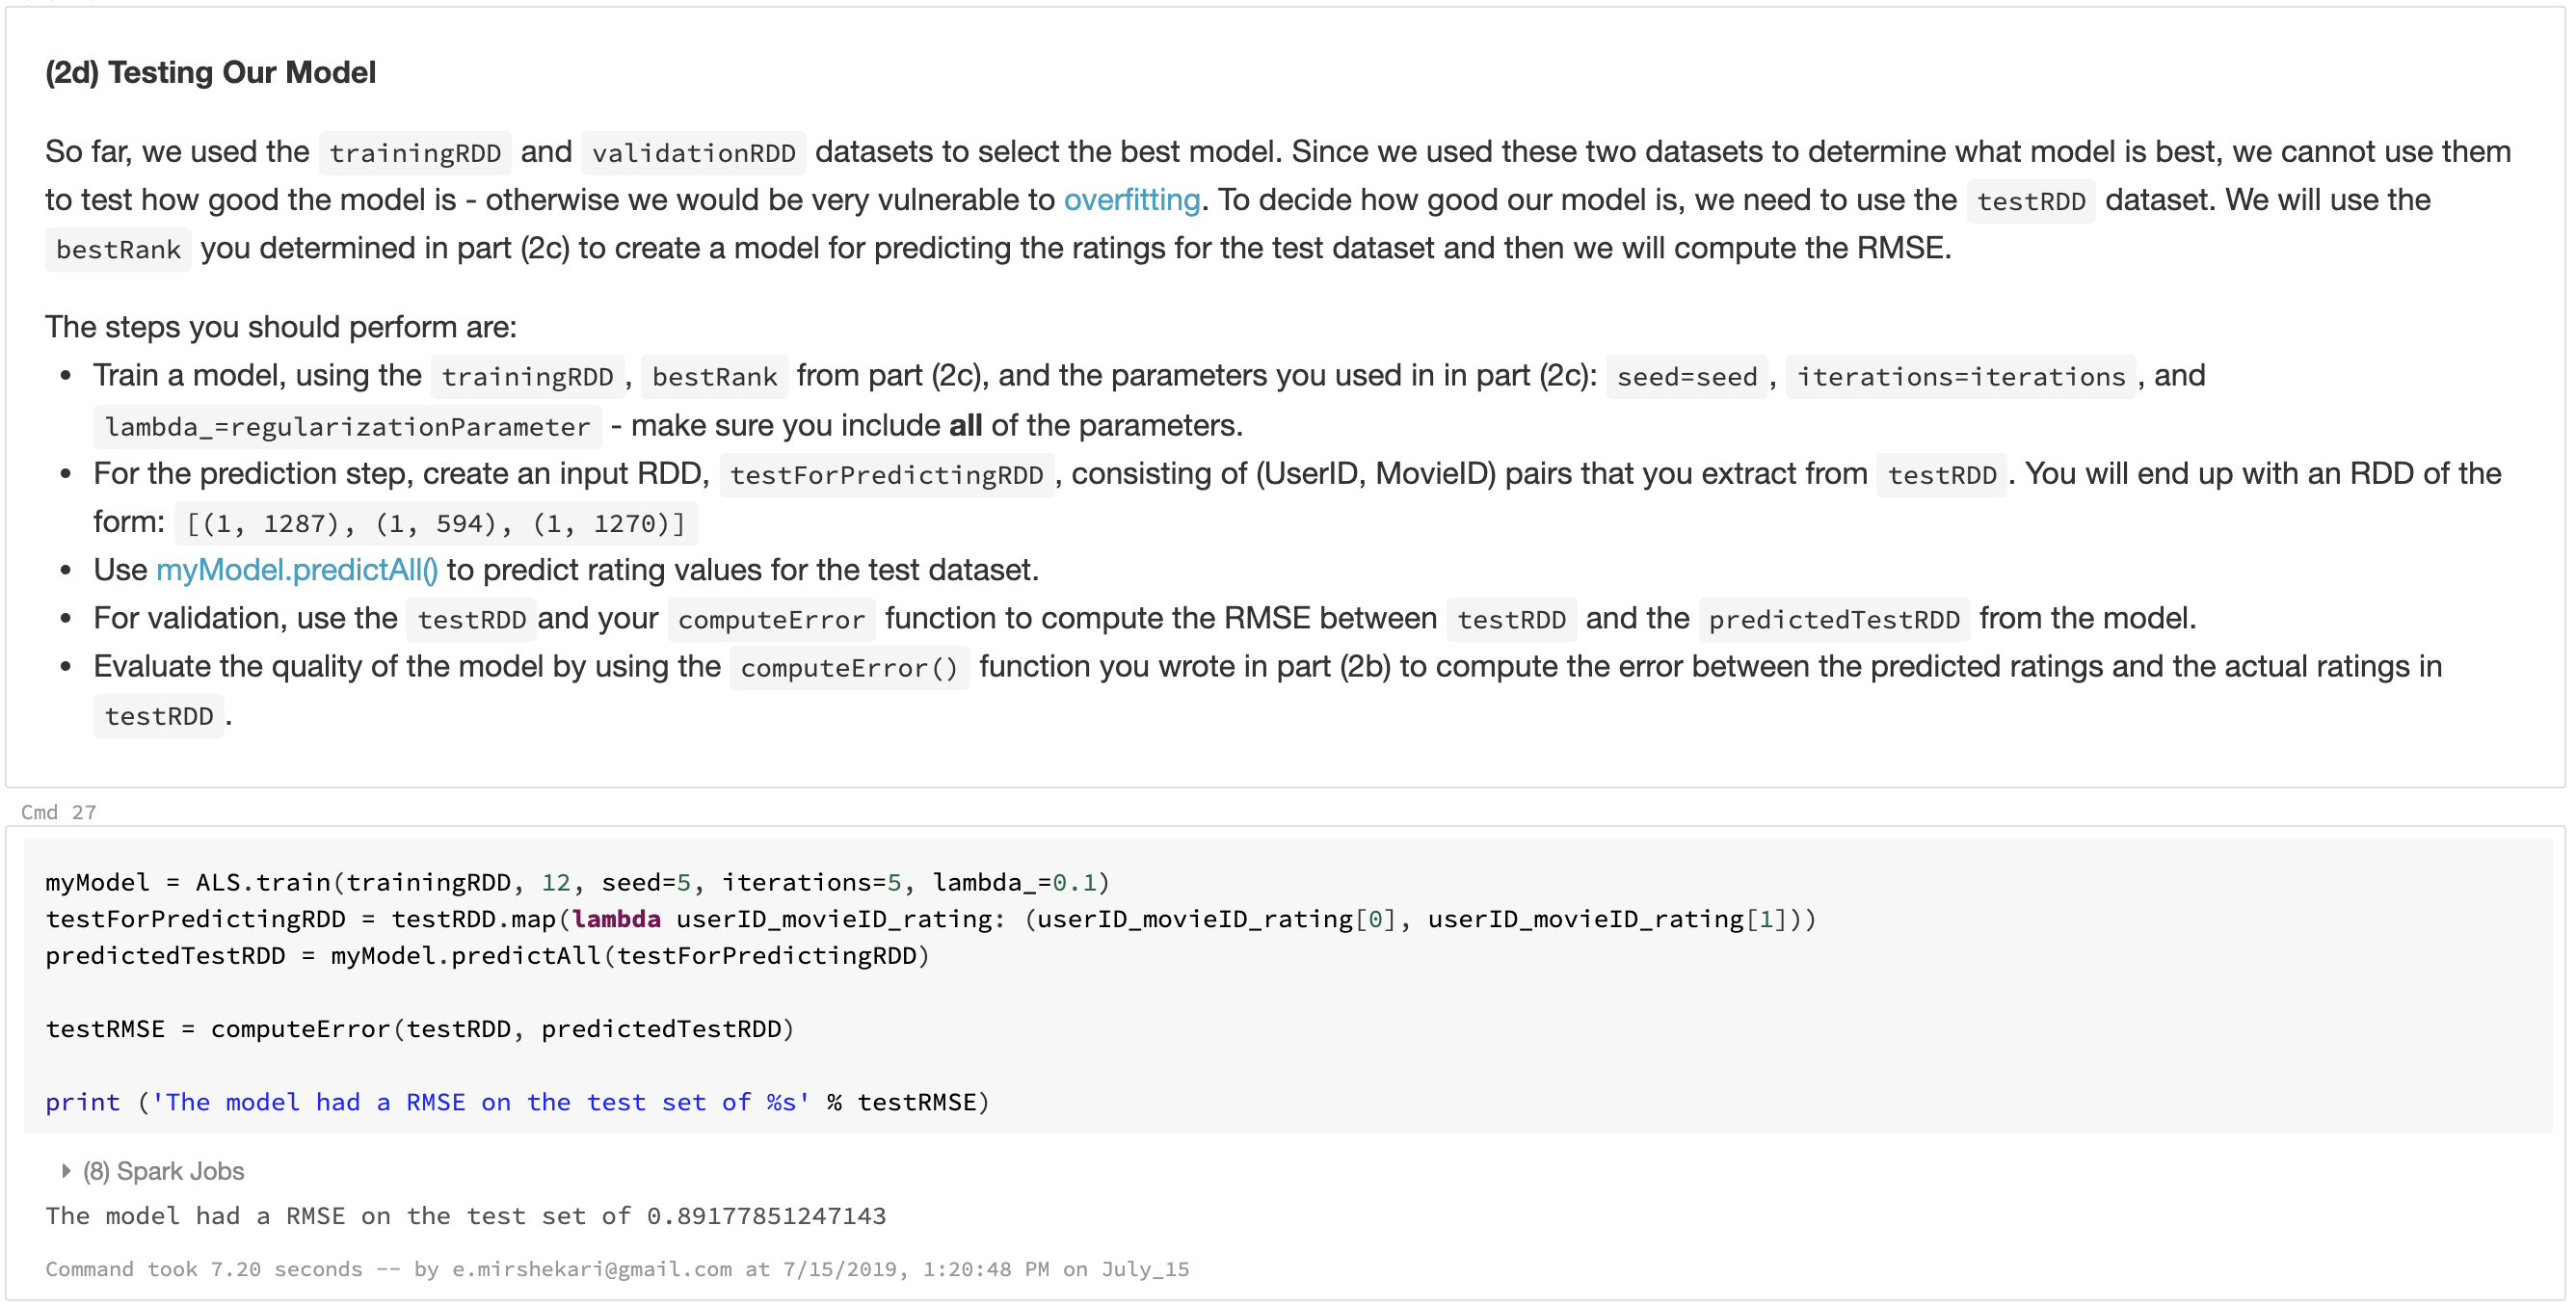 (2d) Testing Our Model
So far, we used the trainingRDD and validationRDD datasets to select the best model. Since we used these two datasets to determine what model is best, we cannot use them
to test how good the model is - otherwise we would be very vulnerable to overfitting. To decide how good our model is, we need to use the testRDD dataset. We will use the
bestRank you determined in part (2c) to create a model for predicting the ratings for the test dataset and then we will compute the RMSE.
The steps you should perform are:
• Train a model, using the trainingRDD , bestRank from part (2c), and the parameters you used in in part (2c): seed=seed , iterations=iterations , and
lambda_=regularizationParameter - make sure you include all of the parameters.
• For the prediction step, create an input RDD, testForPredictingRDD , consisting of (UserID, MovieID) pairs that you extract from testRDD . You will end up with an RDD of the
form: [(1, 1287), (1, 594), (1, 1270)]
• Use myModel.predictAll() to predict rating values for the test dataset.
• For validation, use the testRDD and your computeError function to compute the RMSE between testRDD and the predictedTestRDD from the model.
• Evaluate the quality of the model by using the computeError() function you wrote in part (2b) to compute the error between the predicted ratings and the actual ratings in
testRDD .
Cmd 27
myModel = ALS.train(trainingRDD, 12, seed=5, iterations=5, lambda_=0.1)
testForPredictingRDD = testRDD.map(lambda userID_movieID_rating: (userID_movieID_rating[0], userID_movieID_rating[1]))
predictedTestRDD = myModel.predictAll(testForPredictingRDD)
testRMSE = computeError(testRDD, predictedTestRDD)
print ('The model had a RMSE on the test set of %s' % testRMSE)
(8) Spark Jobs
The model had a RMSE on the test set of 0.89177851247143
Command took 7.20 seconds -- by e.mirshekari@gmail.com at 7/15/2019, 1:20:48 PM on July_15